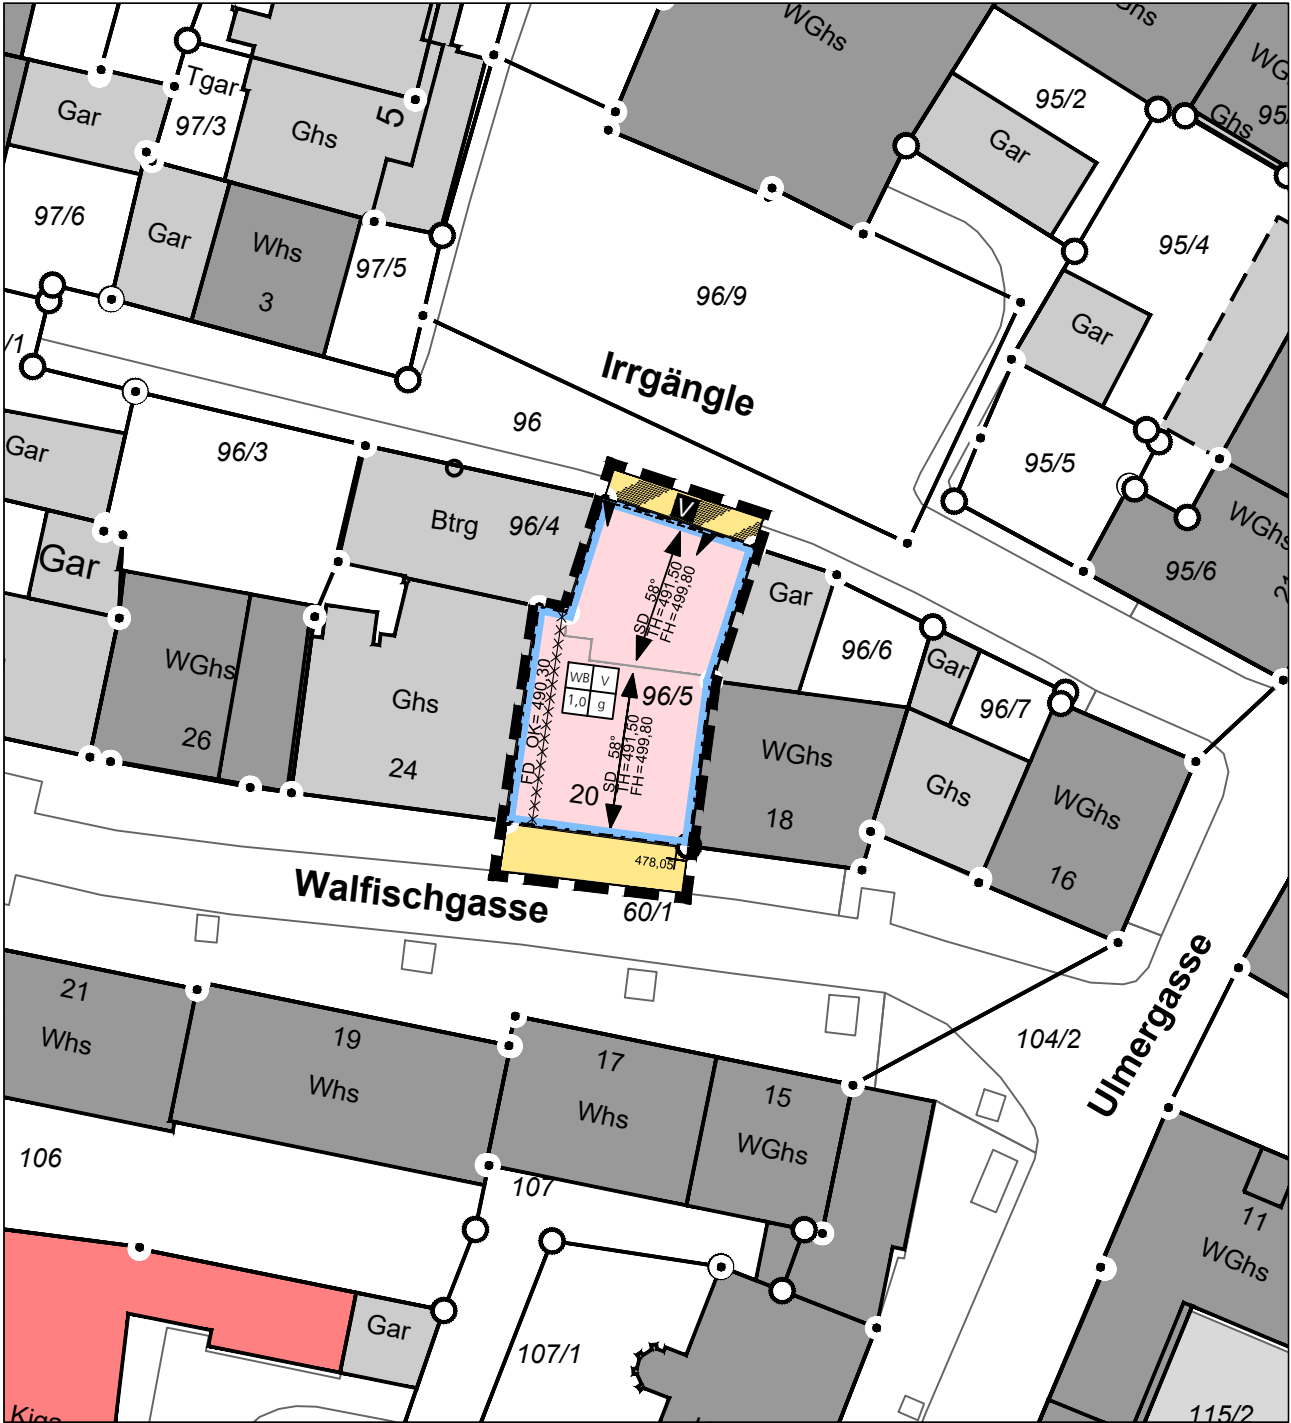 WGhs
Ghs
WG
95/
Ghs
Tgar
Gar
97/3
Ghs
5
95/2
Gar
97/6
Gar
Whs
3
97/5
95/4
96/9
Gar
/1
Irrgängle
96
96/3
Gar
95/5
Btrg
96/4
V
WGhs
21
Gar
95/6
SD 58°
TH=491,50
FH=499,80
Gar
96/6
Gar
WGhs
26
Ghs
24
FD OK= 490,30
WB V
1,0 g
96/5
SD 58°
TH=491,50
FH=499,80
20
96/7
WGhs
18
Ghs
WGhs
16
478,05
Walfischgasse
60/1
Ulmergasse
21
Whs
19
Whs
17
Whs
15
WGhs
104/2
106
107
11
WGhs
Gar
107/1
115/2